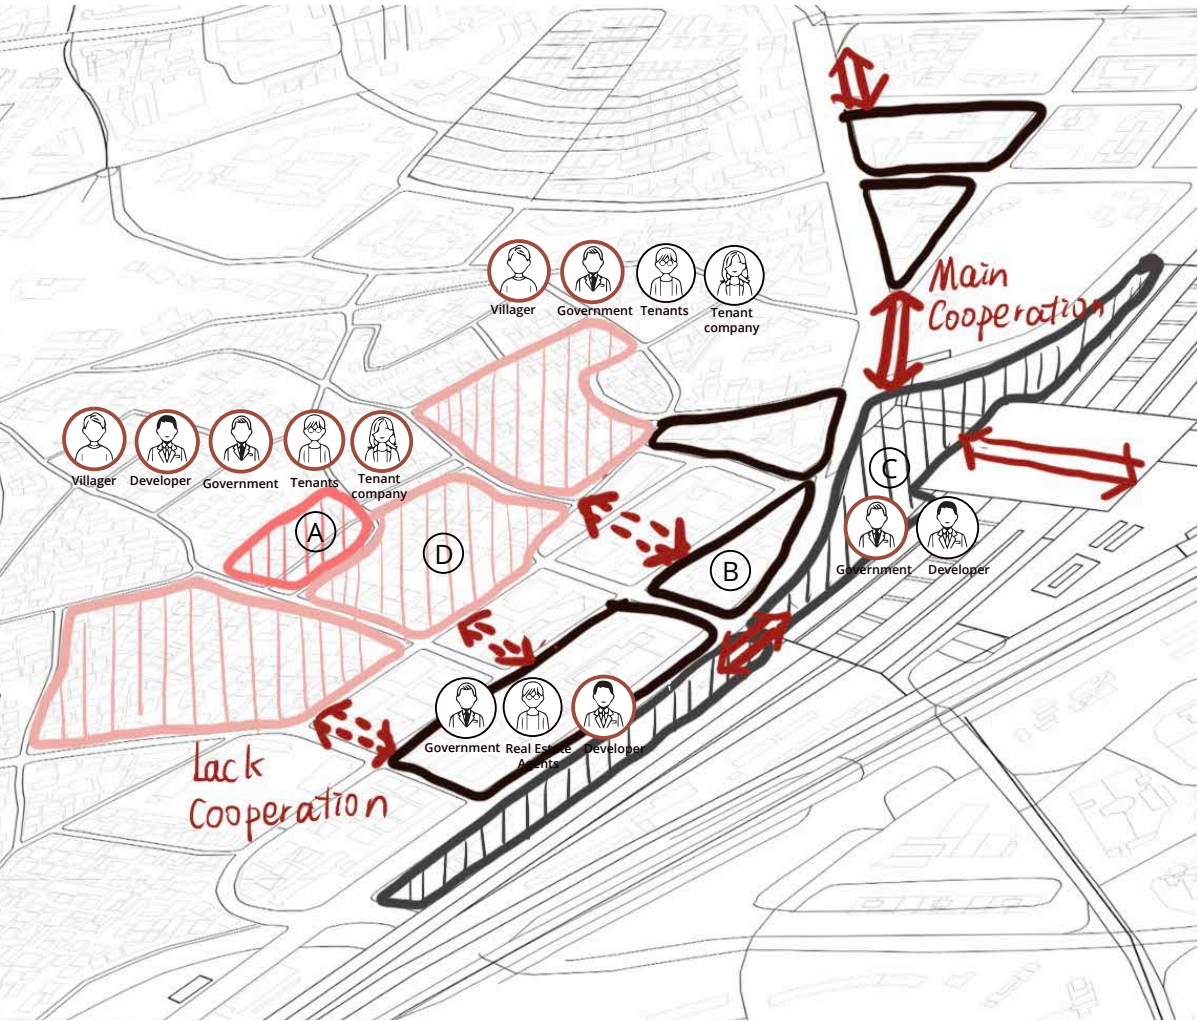 Main
Cooperation
Villager Government Tenants Tenant
company
Villager Developer Government Tenants Tenant
company
A
D
B
C
Government Developer
Government Real Estate Developer
Agents
Lack
Cooperation